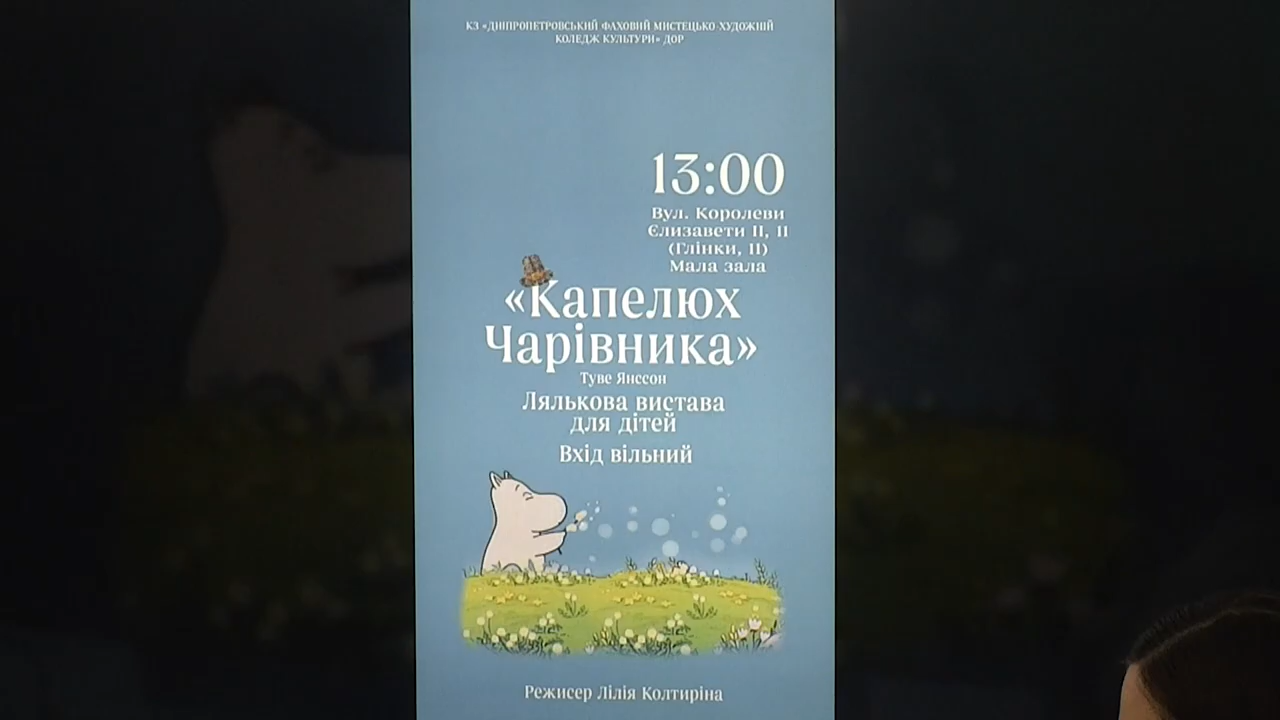 КЗ «ДНІПРОПЕТРОВСЬКИЙ ФАХОВИЙ МИСТЕЦЬКО-ХУДОЖНІЙ
КОЛЕДЖ КУЛЬТУРИ» ДОР
13:00
Вул. Королеви
Єлизавети II, 11
(Глінки, 11)
Мала зала
«Капелюх
Чарівника»
Туве Янссон
Лялькова вистава
для дітей
Вхід вільний
Режисер Лілія Колтиріна